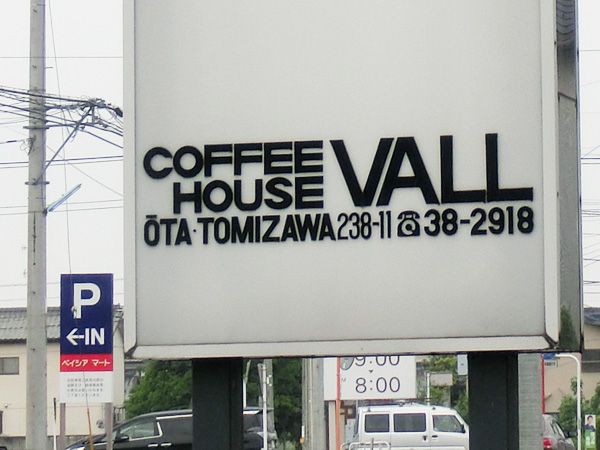 COFFEE
HOUSE
VALL
ŌTA·TOMIZAWA 238-11 ☎ 38-2918
P
←IN
ベイシア マート
9:00
8:00